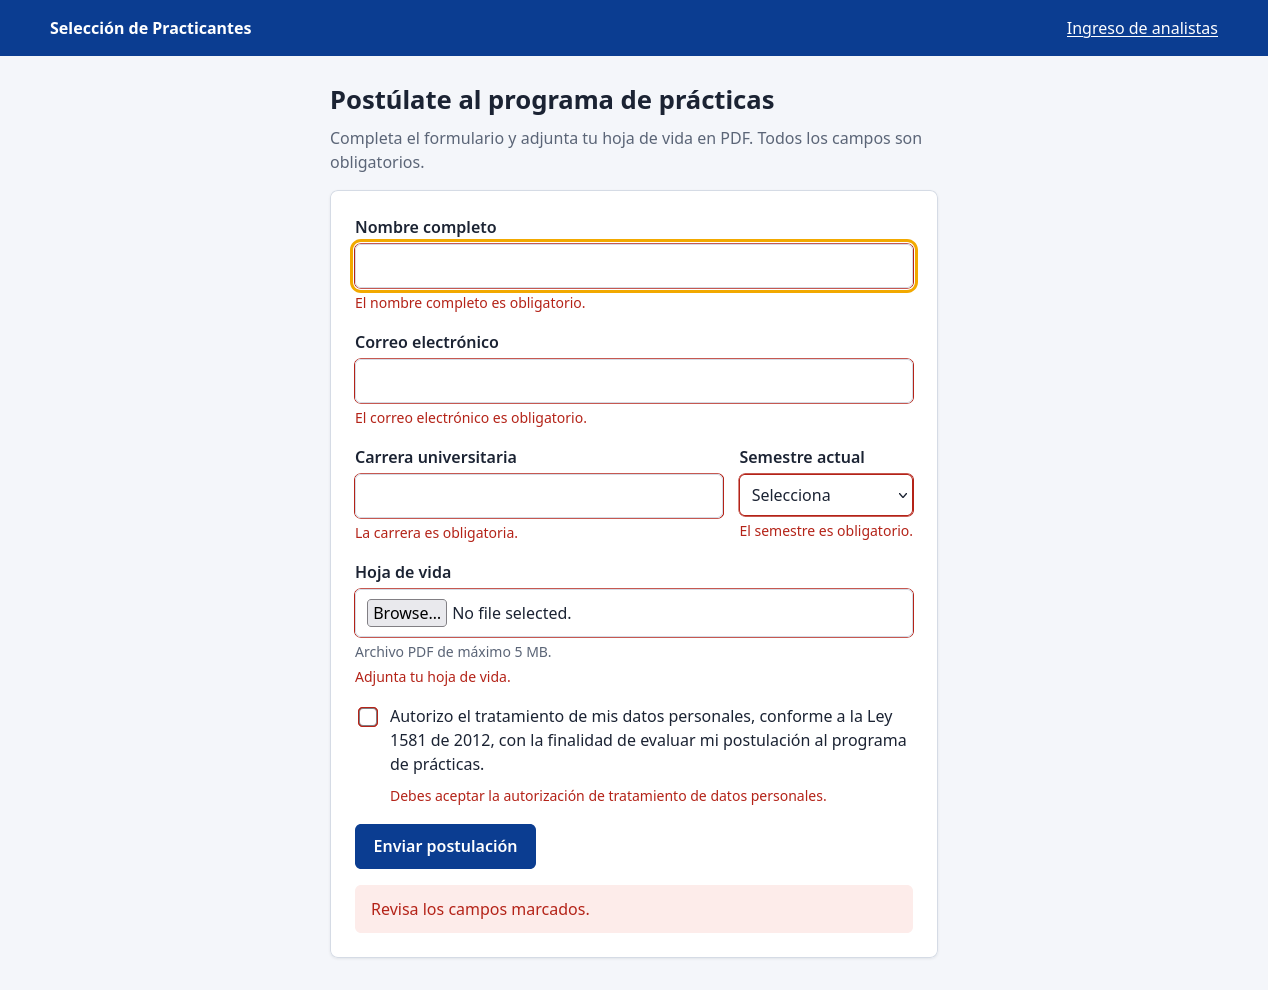 Selección de Practicantes
Ingreso de analistas
Postúlate al programa de prácticas
Completa el formulario y adjunta tu hoja de vida en PDF. Todos los campos son
obligatorios.
Nombre completo
El nombre completo es obligatorio.
Correo electrónico
El correo electrónico es obligatorio.
Carrera universitaria
La carrera es obligatoria.
Semestre actual
Selecciona
El semestre es obligatorio.
Hoja de vida
Browse... No file selected.
Archivo PDF de máximo 5 MB.
Adjunta tu hoja de vida.
Autorizo el tratamiento de mis datos personales, conforme a la Ley
1581 de 2012, con la finalidad de evaluar mi postulación al programa
de prácticas.
Debes aceptar la autorización de tratamiento de datos personales.
Enviar postulación
Revisa los campos marcados.